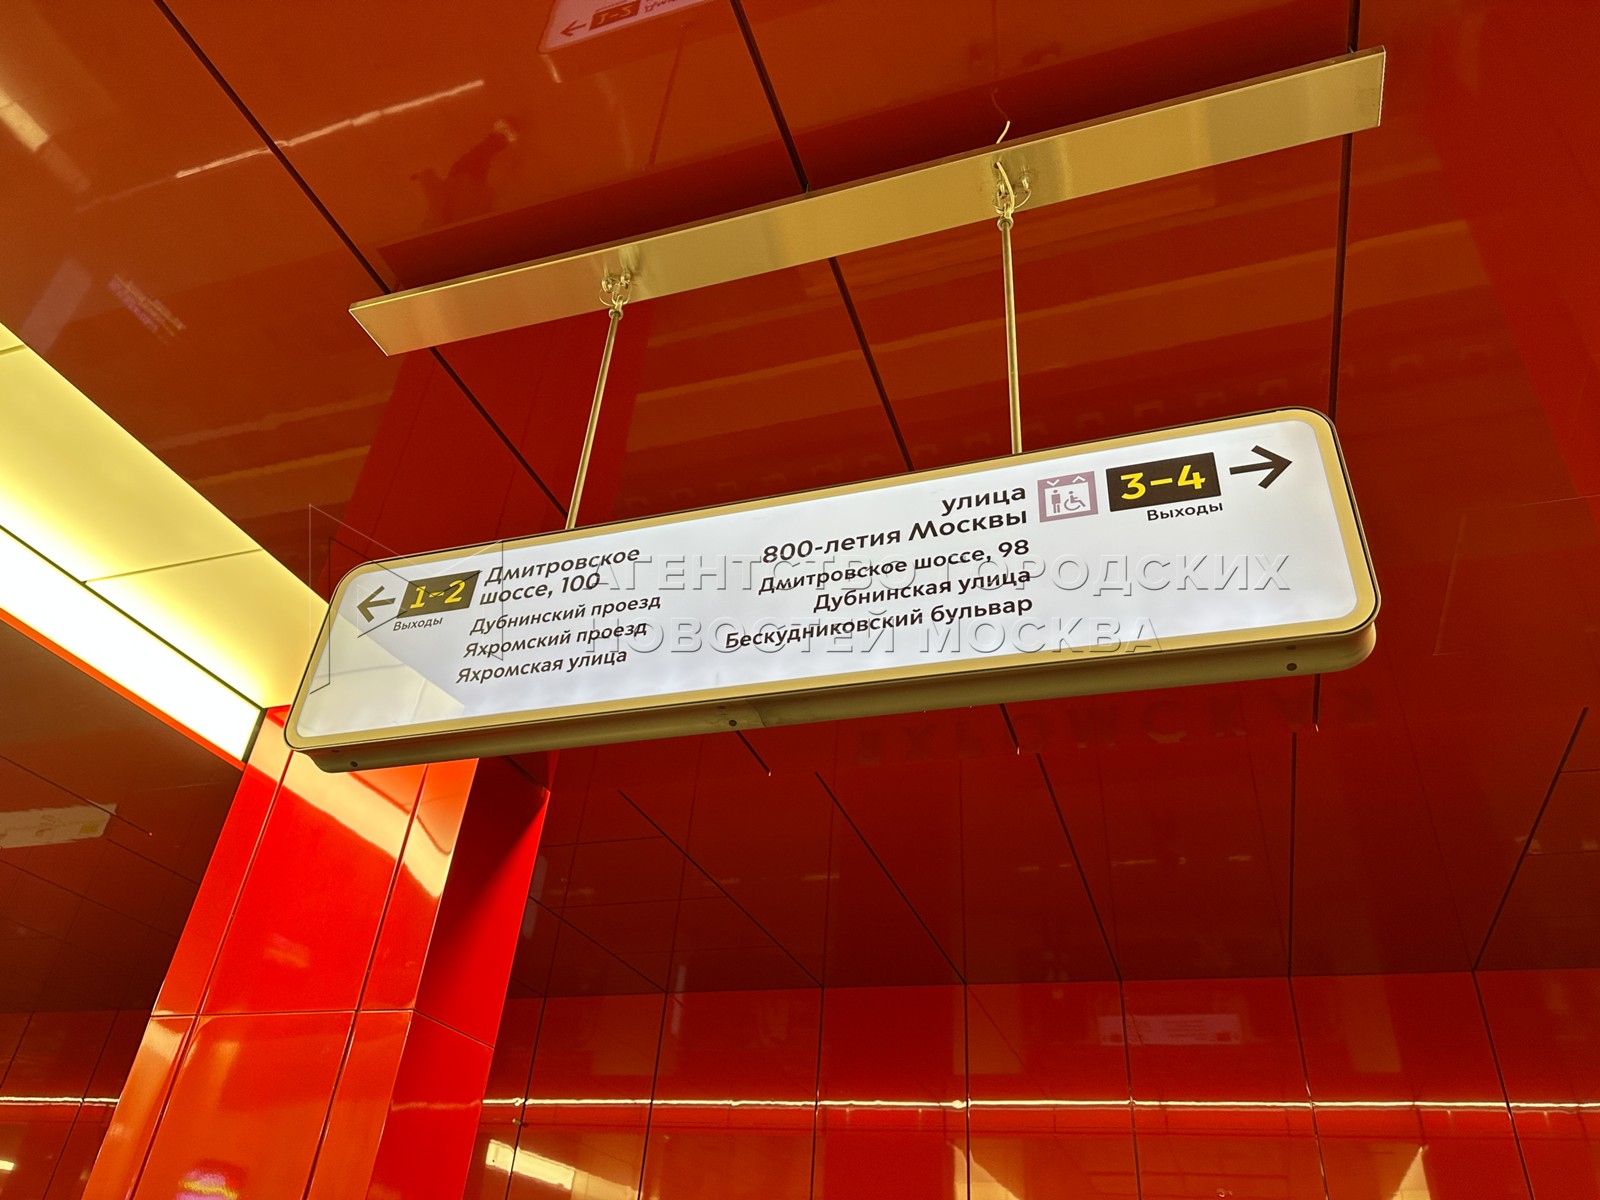 1-2
Выходы
Дмитровское
шоссе, 100
Дубнинский проезд
Яхромский проезд
Яхромская улица
улица
800-летия Москвы
Дмитровское шоссе, 98
Дубнинская улица
Бескудниковский бульвар
3-4
Выходы
АГЕНТСТВО ГОРОДСКИХ
НОВОСТЕЙ МОСКВА